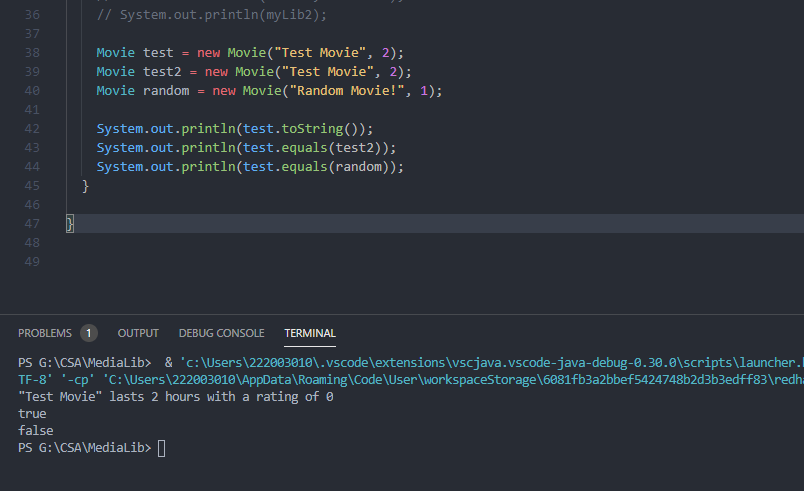 36 // System.out.println(myLib2);
37
38 Movie test = new Movie("Test Movie", 2);
39 Movie test2 = new Movie("Test Movie", 2);
40 Movie random = new Movie("Random Movie!", 1);
41
42 System.out.println(test.toString());
43 System.out.println(test.equals(test2));
44 System.out.println(test.equals(random));
45 }
46
47 }
48
49
PROBLEMS 1 OUTPUT DEBUG CONSOLE TERMINAL
PS G:\CSA\MediaLib> & 'c:\Users\222003010\.vscode\extensions\vscjava.vscode-java-debug-0.30.0\scripts\launcher.
TF-8' '-cp' 'C:\Users\222003010\AppData\Roaming\Code\User\workspaceStorage\6081fb3a2bbef5424748b2d3b3edff83\redha
"Test Movie" lasts 2 hours with a rating of 0
true
false
PS G:\CSA\MediaLib>